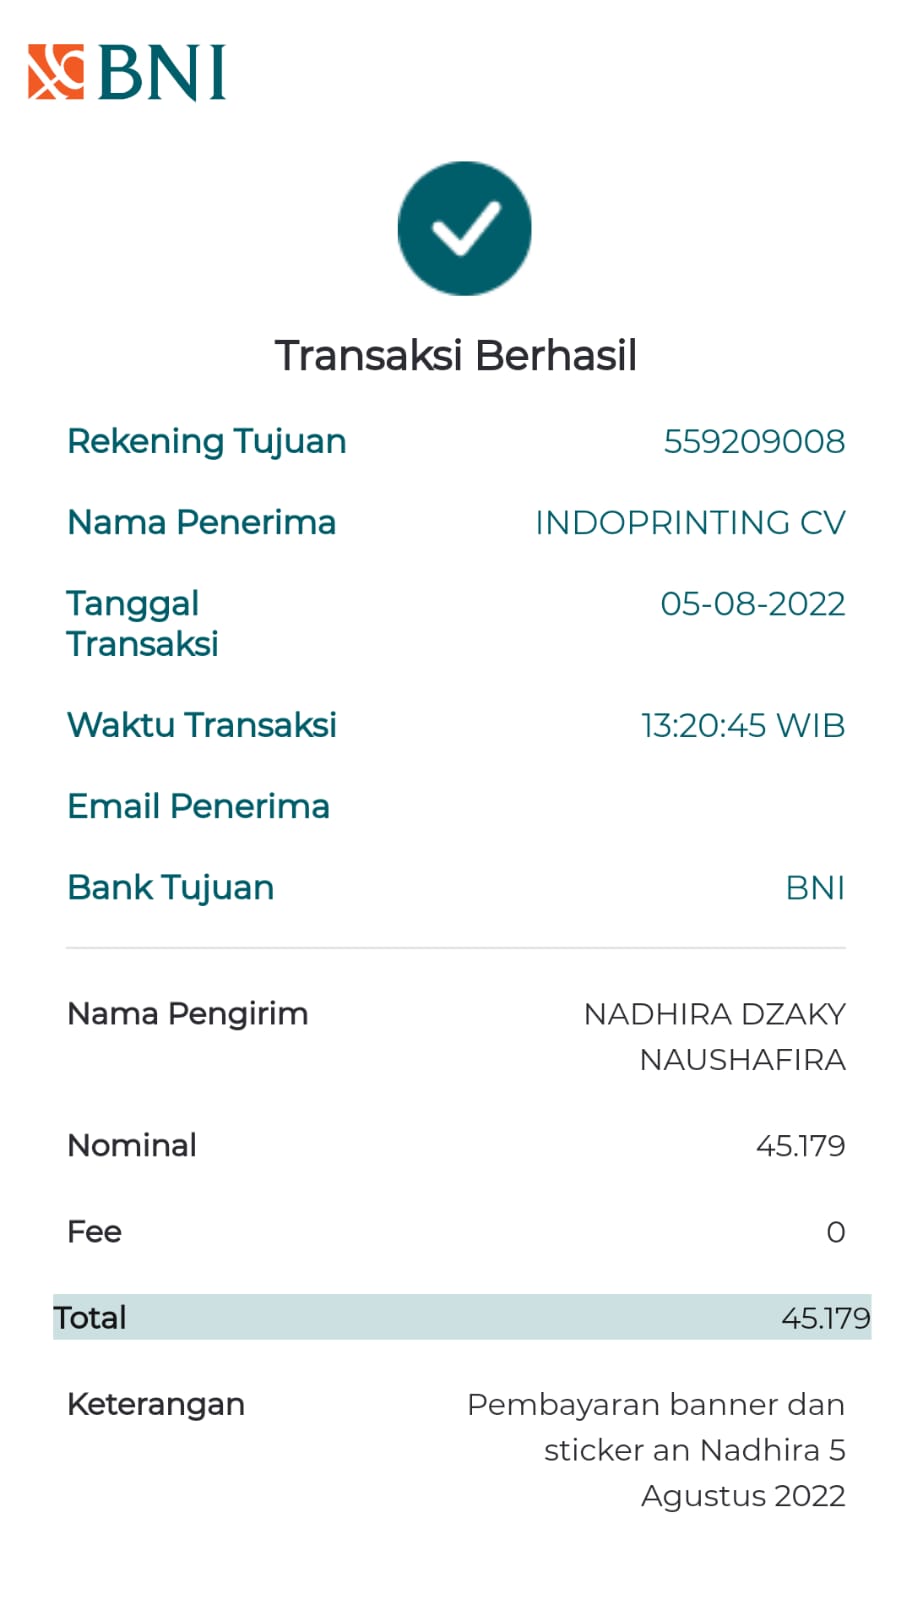 BNI
Transaksi Berhasil
Rekening Tujuan 559209008
Nama Penerima INDOPRINTING CV
Tanggal Transaksi 05-08-2022
Waktu Transaksi 13:20:45 WIB
Email Penerima
Bank Tujuan BNI
Nama Pengirim NADHIRA DZAKY
NAUSHAFIRA
Nominal 45.179
Fee 0
Total 45.179
Keterangan Pembayaran banner dan
sticker an Nadhira 5
Agustus 2022